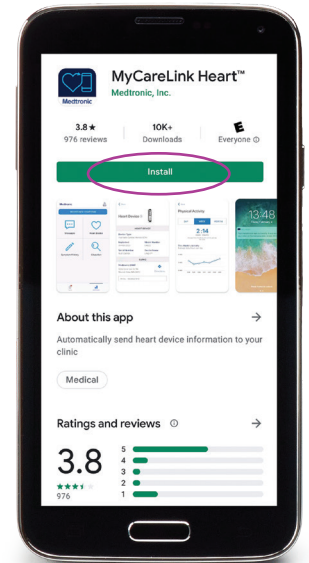 MyCareLink Heart™
Medtronic, Inc.
Medtronic
3.8★
976 reviews
10K+
Downloads
E
Everyone
Install
Heart Device
Physical Activity
2:14
13:48
About this app
Automatically send heart device information to your
clinic
Medical
Ratings and reviews
3.8
976
5
4
3
2
1